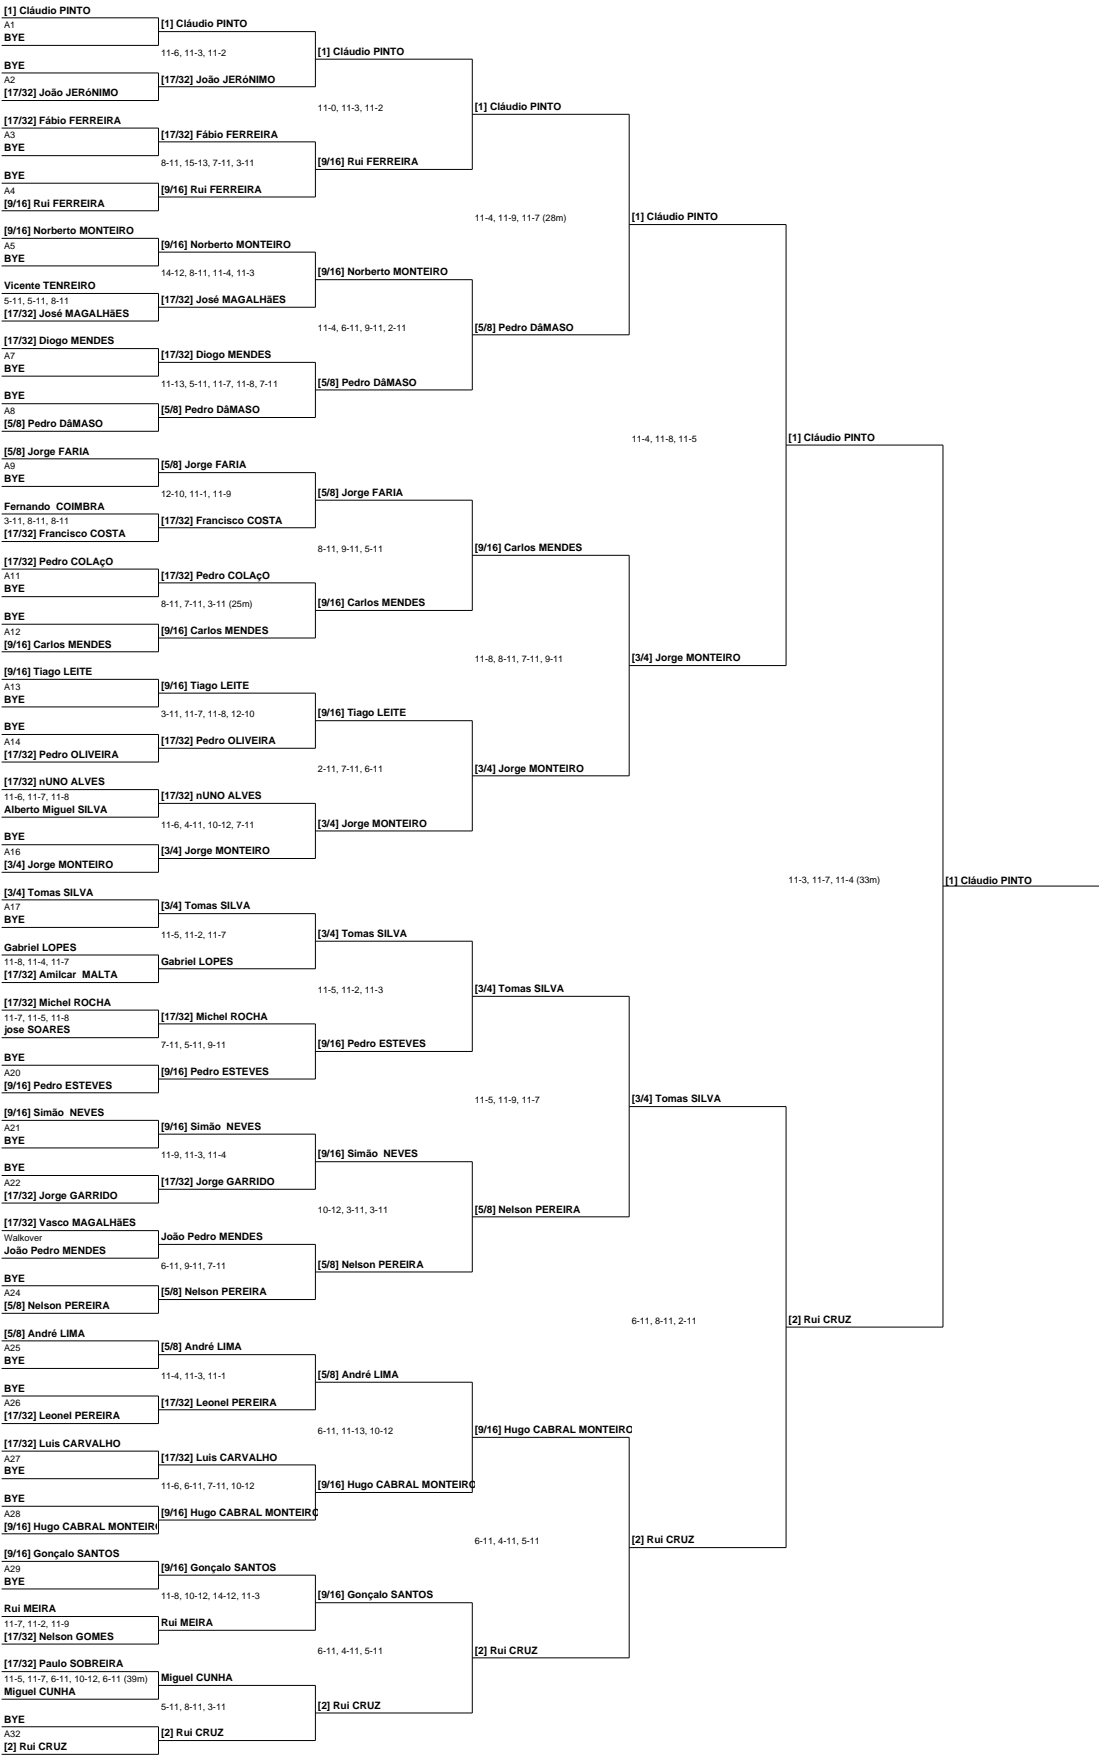 [1] Cláudio PINTO
A1
BYE
[1] Cláudio PINTO
11-6, 11-3, 11-2
BYE
A2
[17/32] João JERóNIMO
[17/32] João JERóNIMO
[1] Cláudio PINTO
11-0, 11-3, 11-2
[17/32] Fábio FERREIRA
A3
BYE
[17/32] Fábio FERREIRA
8-11, 15-13, 7-11, 3-11
BYE
A4
[9/16] Rui FERREIRA
[9/16] Rui FERREIRA
[9/16] Rui FERREIRA
[1] Cláudio PINTO
11-4, 11-9, 11-7 (28m)
[9/16] Norberto MONTEIRO
A5
BYE
[9/16] Norberto MONTEIRO
14-12, 8-11, 11-4, 11-3
Vicente TENREIRO
5-11, 5-11, 8-11
[17/32] José MAGALHãES
[17/32] José MAGALHãES
[9/16] Norberto MONTEIRO
11-4, 6-11, 9-11, 2-11
[17/32] Diogo MENDES
A7
BYE
[17/32] Diogo MENDES
11-13, 5-11, 11-7, 11-8, 7-11
BYE
A8
[5/8] Pedro DâMASO
[5/8] Pedro DâMASO
[5/8] Pedro DâMASO
[5/8] Pedro DâMASO
[1] Cláudio PINTO
11-4, 11-8, 11-5
[5/8] Jorge FARIA
A9
BYE
[5/8] Jorge FARIA
12-10, 11-1, 11-9
Fernando  COIMBRA
3-11, 8-11, 8-11
[17/32] Francisco COSTA
[17/32] Francisco COSTA
[5/8] Jorge FARIA
8-11, 9-11, 5-11
[17/32] Pedro COLAçO
A11
BYE
[17/32] Pedro COLAçO
8-11, 7-11, 3-11 (25m)
BYE
A12
[9/16] Carlos MENDES
[9/16] Carlos MENDES
[9/16] Carlos MENDES
[9/16] Carlos MENDES
11-8, 8-11, 7-11, 9-11
[9/16] Tiago LEITE
A13
BYE
[9/16] Tiago LEITE
3-11, 11-7, 11-8, 12-10
BYE
A14
[17/32] Pedro OLIVEIRA
[17/32] Pedro OLIVEIRA
[9/16] Tiago LEITE
2-11, 7-11, 6-11
[17/32] nUNO ALVES
11-6, 11-7, 11-8
Alberto Miguel SILVA
[17/32] nUNO ALVES
11-6, 4-11, 10-12, 7-11
BYE
A16
[3/4] Jorge MONTEIRO
[3/4] Jorge MONTEIRO
[3/4] Jorge MONTEIRO
[3/4] Jorge MONTEIRO
[3/4] Jorge MONTEIRO
[1] Cláudio PINTO
11-3, 11-7, 11-4 (33m)
[1] Cláudio PINTO
[3/4] Tomas SILVA
A17
BYE
[3/4] Tomas SILVA
11-5, 11-2, 11-7
Gabriel LOPES
11-8, 11-4, 11-7
[17/32] Amilcar  MALTA
Gabriel LOPES
[3/4] Tomas SILVA
11-5, 11-2, 11-3
[17/32] Michel ROCHA
11-7, 11-5, 11-8
jose SOARES
[17/32] Michel ROCHA
7-11, 5-11, 9-11
BYE
A20
[9/16] Pedro ESTEVES
[9/16] Pedro ESTEVES
[9/16] Pedro ESTEVES
[3/4] Tomas SILVA
11-5, 11-9, 11-7
[9/16] Simão  NEVES
A21
BYE
[9/16] Simão  NEVES
11-9, 11-3, 11-4
BYE
A22
[17/32] Jorge GARRIDO
[17/32] Jorge GARRIDO
[9/16] Simão  NEVES
10-12, 3-11, 3-11
[17/32] Vasco MAGALHãES
Walkover
João Pedro MENDES
João Pedro MENDES
6-11, 9-11, 7-11
BYE
A24
[5/8] Nelson PEREIRA
[5/8] Nelson PEREIRA
[5/8] Nelson PEREIRA
[5/8] Nelson PEREIRA
[3/4] Tomas SILVA
6-11, 8-11, 2-11
[5/8] André LIMA
A25
BYE
[5/8] André LIMA
11-4, 11-3, 11-1
BYE
A26
[17/32] Leonel PEREIRA
[17/32] Leonel PEREIRA
[5/8] André LIMA
6-11, 11-13, 10-12
[17/32] Luis CARVALHO
A27
BYE
[17/32] Luis CARVALHO
11-6, 6-11, 7-11, 10-12
BYE
A28
[9/16] Hugo CABRAL MONTEIR
[9/16] Hugo CABRAL MONTEIRO
[9/16] Hugo CABRAL MONTEIRO
[9/16] Hugo CABRAL MONTEIRO
6-11, 4-11, 5-11
[9/16] Gonçalo SANTOS
A29
BYE
[9/16] Gonçalo SANTOS
11-8, 10-12, 14-12, 11-3
Rui MEIRA
11-7, 11-2, 11-9
[17/32] Nelson GOMES
Rui MEIRA
[9/16] Gonçalo SANTOS
6-11, 4-11, 5-11
[17/32] Paulo SOBREIRA
11-5, 11-7, 6-11, 10-12, 6-11 (39m)
Miguel CUNHA
Miguel CUNHA
5-11, 8-11, 3-11
BYE
A32
[2] Rui CRUZ
[2] Rui CRUZ
[2] Rui CRUZ
[2] Rui CRUZ
[2] Rui CRUZ
[2] Rui CRUZ